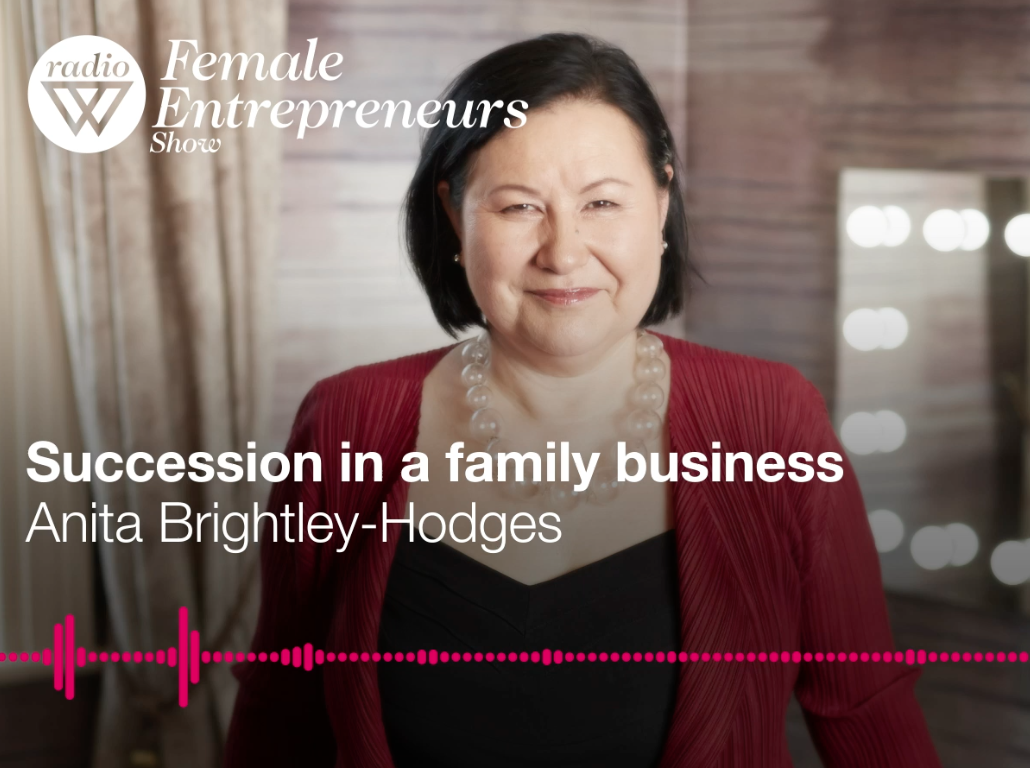 radio
W
Female
Entrepreneurs
Show
Succession in a family business
Anita Brightley-Hodges